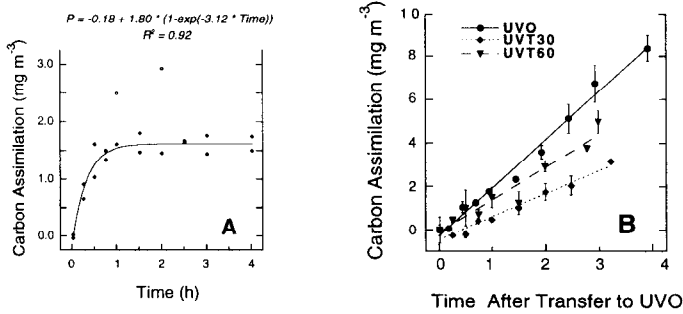 P = -0.18 + 1.80 * (1-exp(-3.12 * Time))
R² = 0.92
Carbon Assimilation (mg m⁻³)
3.0
2.0
1.0
0.0
0
1
2
3
4
A
Time (h)
UVO
UVT30
UVT60
Carbon Assimilation (mg m⁻³)
10
8
6
4
2
0
0
1
2
3
4
B
Time After Transfer to UVO